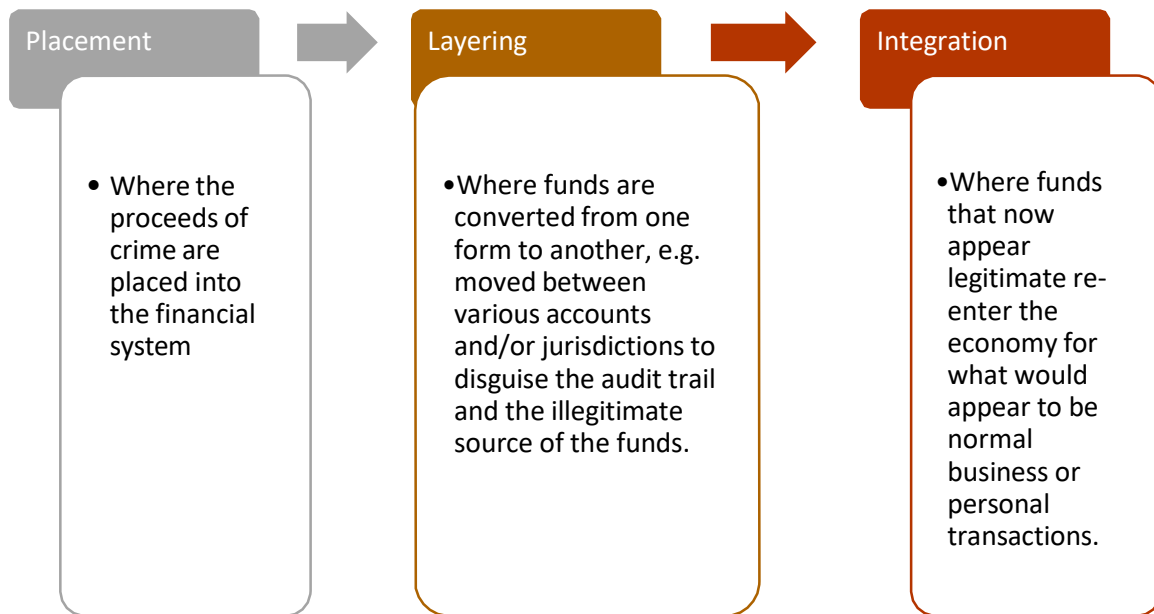 Placement
• Where the
proceeds of
crime are
placed into
the financial
system
Layering
•Where funds are
converted from one
form to another, e.g.
moved between
various accounts
and/or jurisdictions to
disguise the audit trail
and the illegitimate
source of the funds.
Integration
•Where funds
that now
appear
legitimate re-
enter the
economy for
what would
appear to be
normal
business or
personal
transactions.